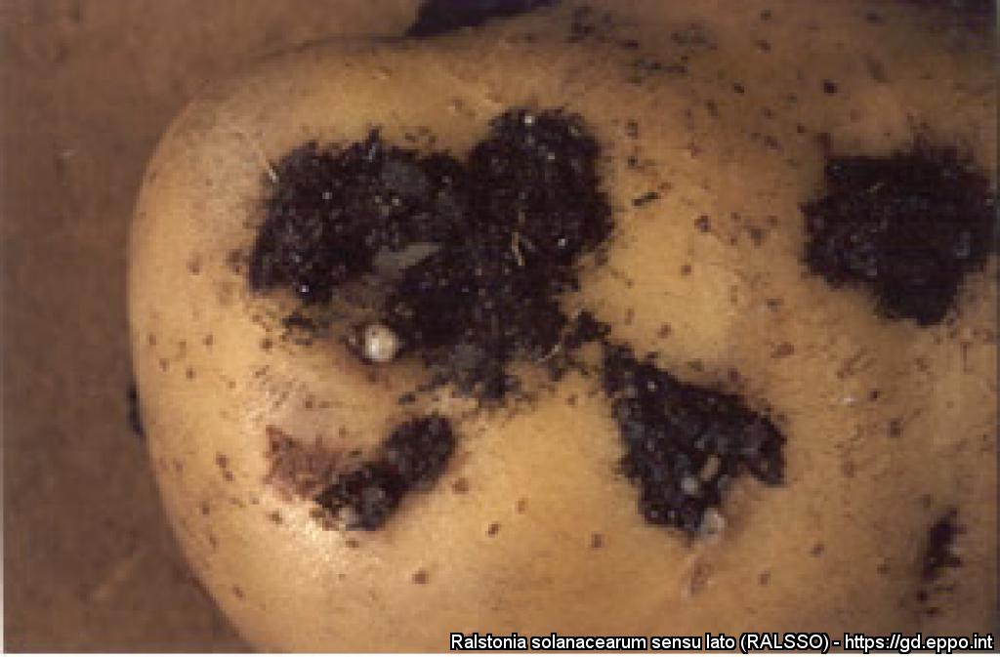 Ralstonia solanacearum sensu lato (RALSSO) - https://gd.eppo.int